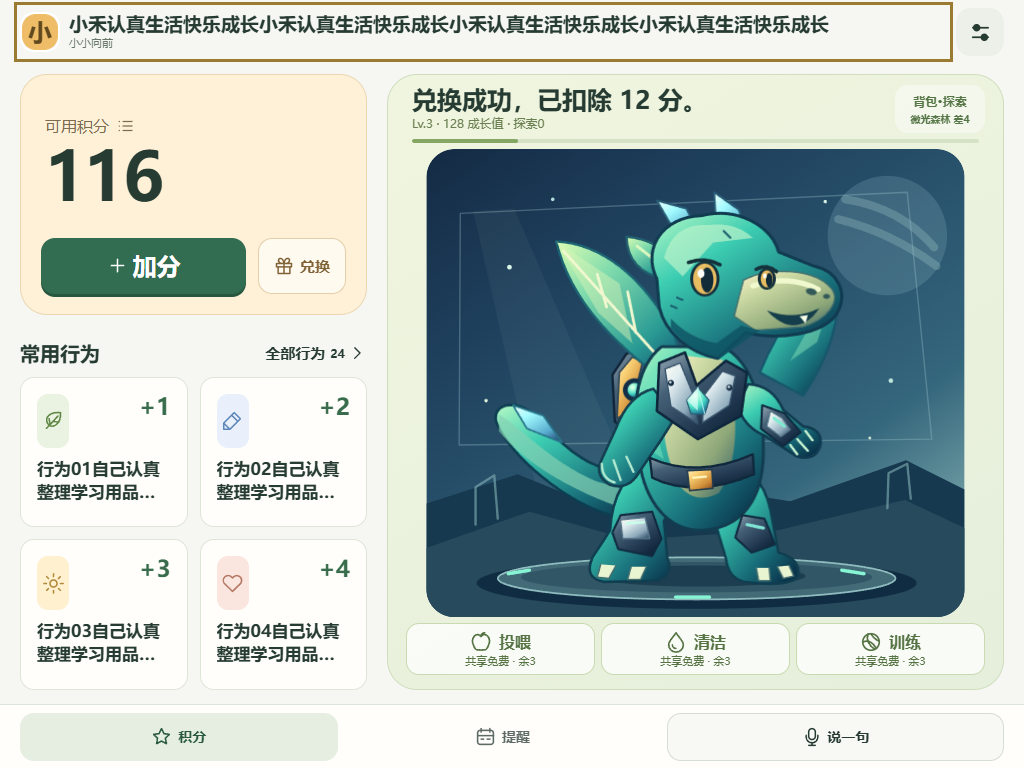 小
小禾认真生活快乐成长小禾认真生活快乐成长小禾认真生活快乐成长小禾认真生活快乐成长
小小向前
可用积分
116
+ 加分
兑换
常用行为
全部行为 24
+1
行为01自己认真
整理学习用品...
+2
行为02自己认真
整理学习用品...
+3
行为03自己认真
整理学习用品...
+4
行为04自己认真
整理学习用品...
兑换成功，已扣除 12 分。
Lv.3 · 128 成长值 · 探索0
背包•探索
微光森林 差4
投喂
共享免费 · 余3
清洁
共享免费 · 余3
训练
共享免费 · 余3
积分
提醒
说一句